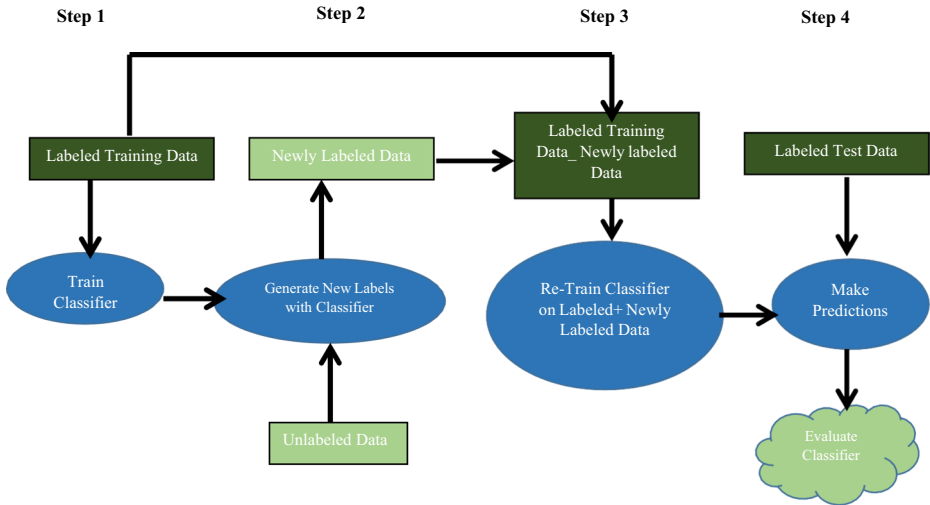 Step 1
Step 2
Step 3
Step 4
Labeled Training Data
Newly Labeled Data
Labeled Training
Data_ Newly labeled
Data
Labeled Test Data
Train
Classifier
Generate New Labels
with Classifier
Re-Train Classifier
on Labeled+ Newly
Labeled Data
Make
Predictions
Unlabeled Data
Evaluate
Classifier